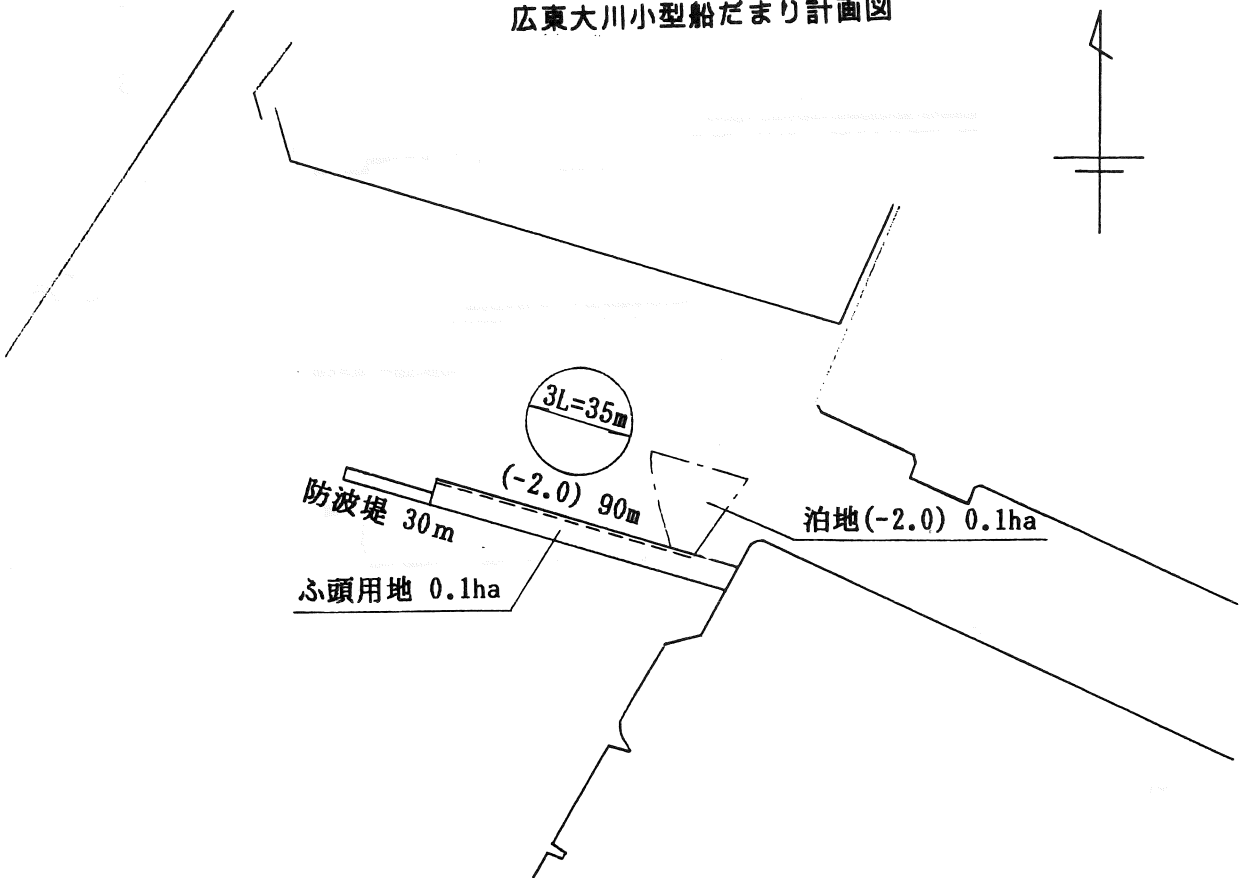 広東大川小型船だまり計画図
3L=35m
(-2.0) 90m
防波堤 30m
泊地(-2.0) 0.1ha
ふ頭用地 0.1ha